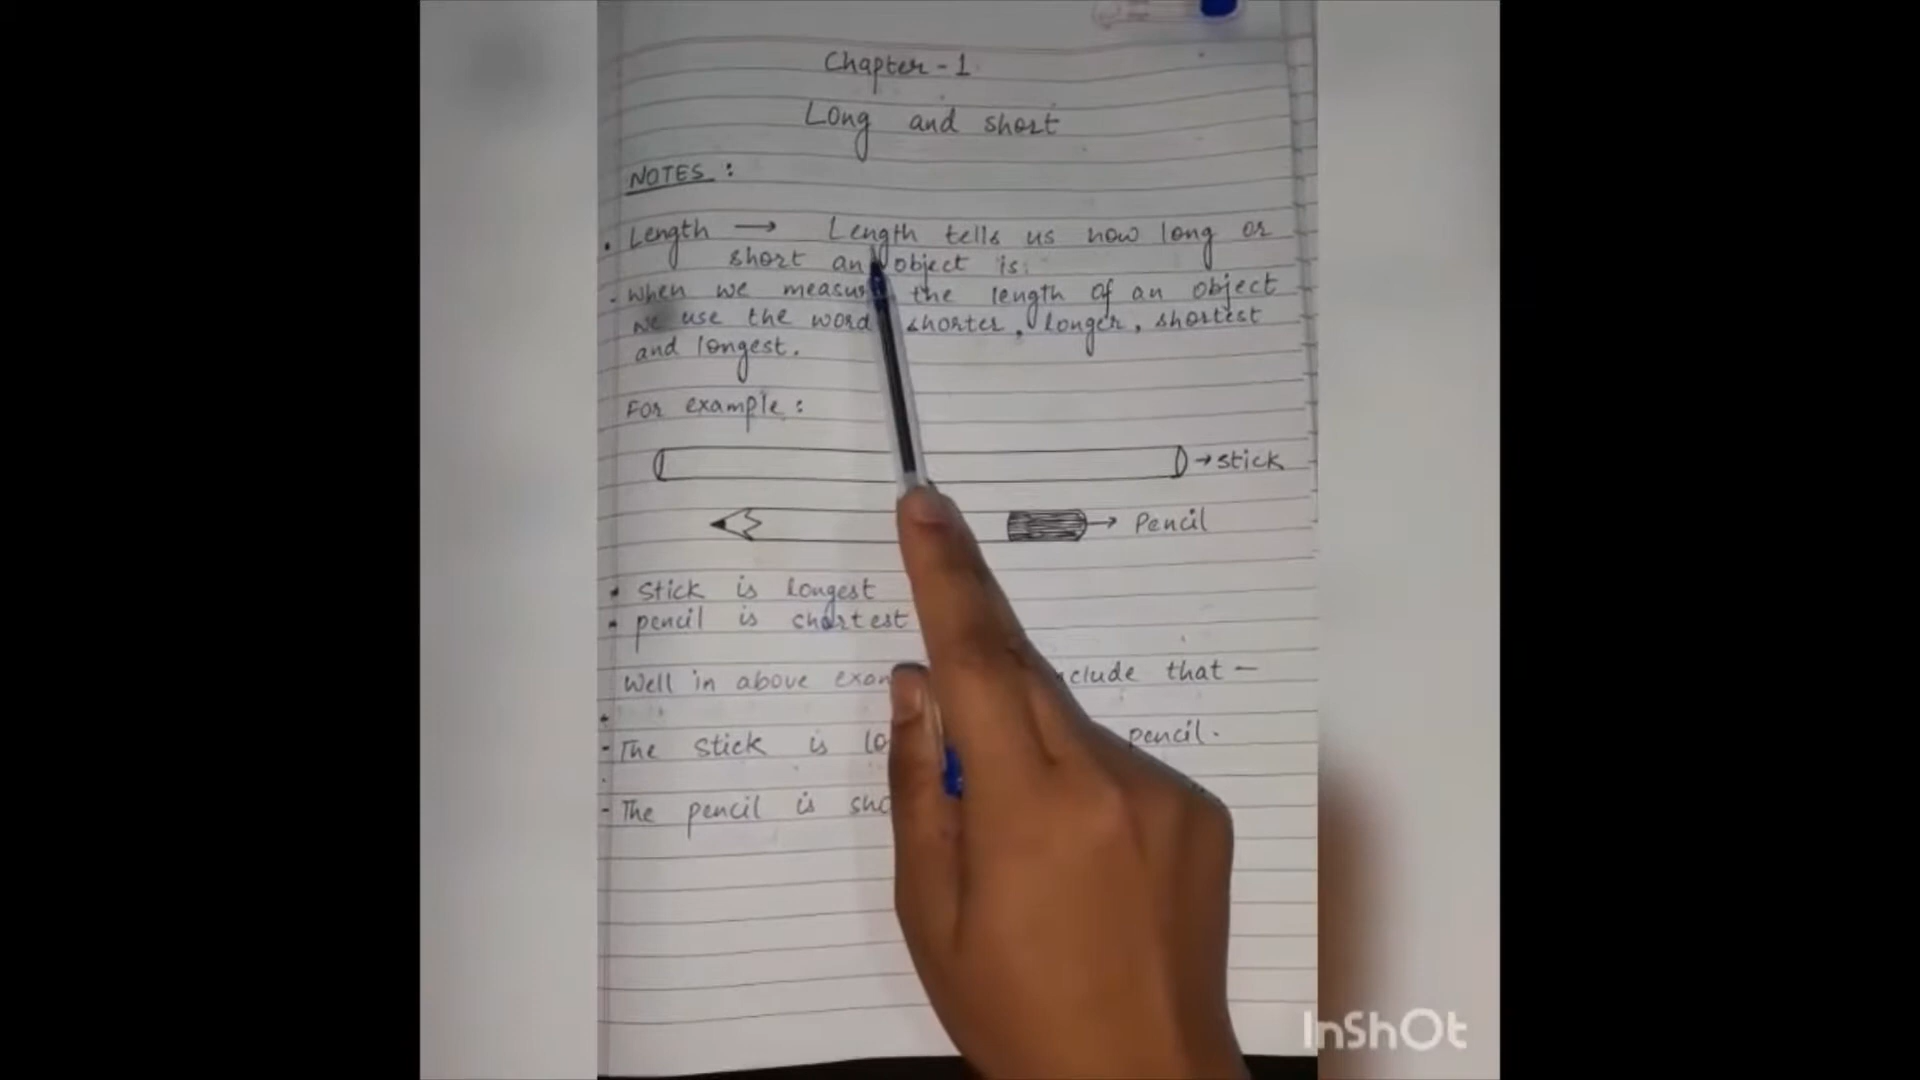 Chapter - 1
Long and short
NOTES :
• Length → Length tells us how long or
short an object is.
• When we measure the length of an object
we use the word shorter, longer, shortest
and longest.
For example :
→ stick
→ Pencil
• stick is longest
• pencil is shortest
Well in above that —
- The stick is pencil.
- The pencil is
InShOt